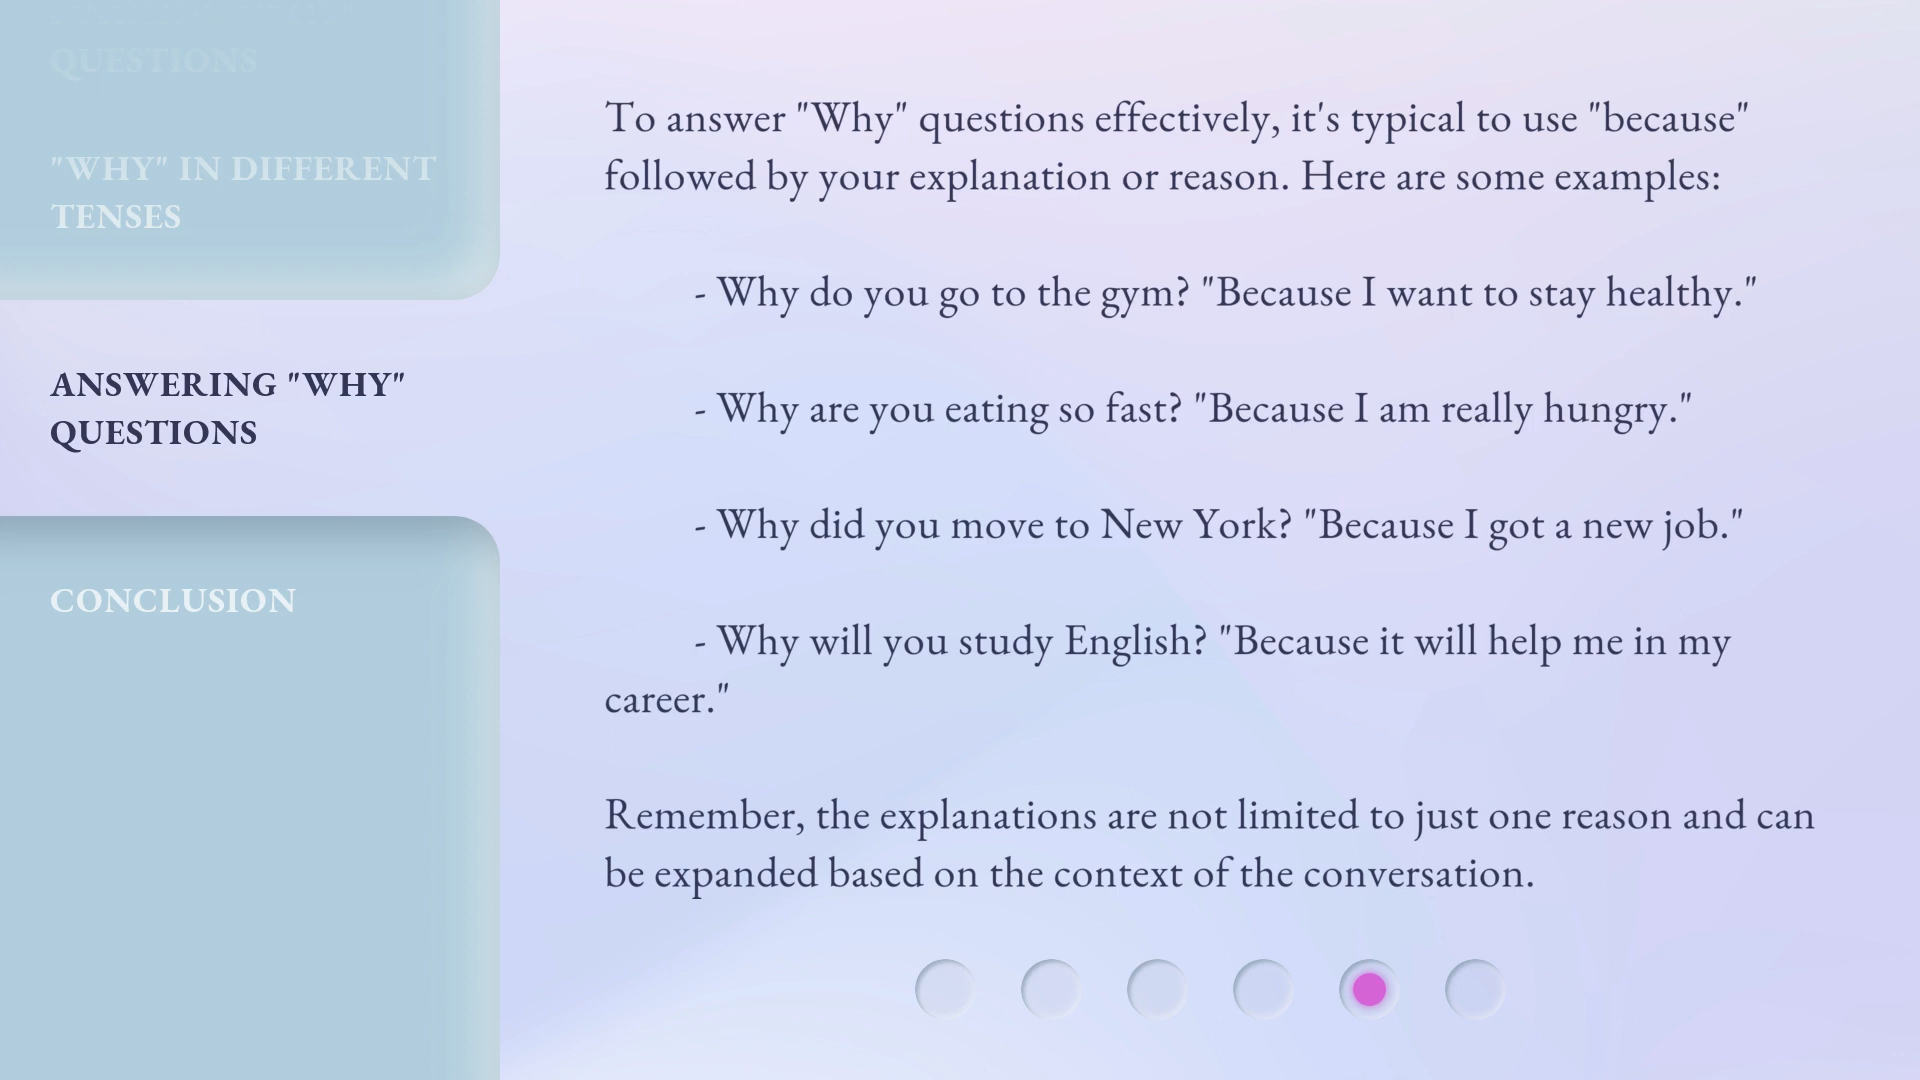 QUESTIONS
"WHY" IN DIFFERENT
TENSES
ANSWERING "WHY"
QUESTIONS
CONCLUSION
To answer "Why" questions effectively, it's typical to use "because"
followed by your explanation or reason. Here are some examples:
- Why do you go to the gym? "Because I want to stay healthy."
- Why are you eating so fast? "Because I am really hungry."
- Why did you move to New York? "Because I got a new job."
- Why will you study English? "Because it will help me in my
career."
Remember, the explanations are not limited to just one reason and can
be expanded based on the context of the conversation.